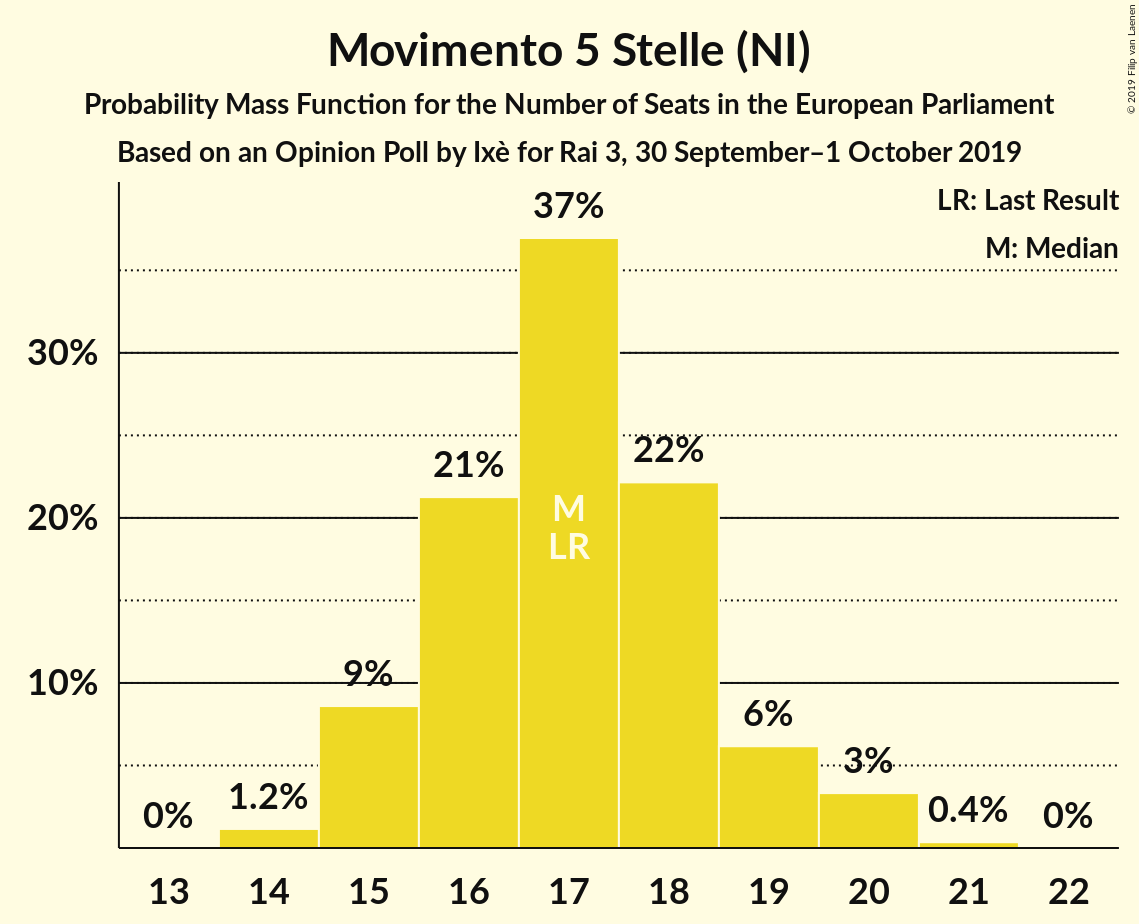 Movimento 5 Stelle (NI)
Probability Mass Function for the Number of Seats in the European Parliament
Based on an Opinion Poll by Ixè for Rai 3, 30 September–1 October 2019
© 2019 Filip van Laenen
LR: Last Result
M: Median
37%
30%
22%
21%
20%
M
LR
10%
9%
6%
3%
1.2%
0.4%
0%
0%
13 14 15 16 17 18 19 20 21 22